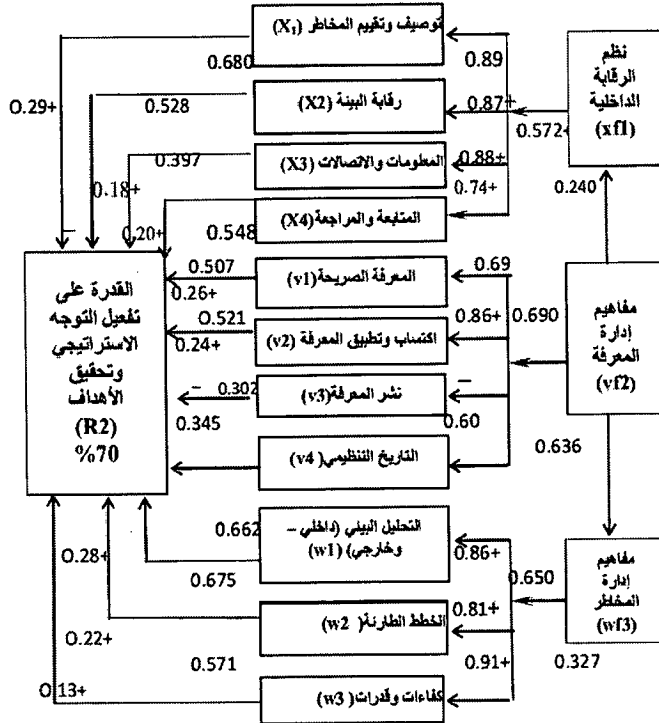 توصيف وتقييم المخاطر (X₁)
0.680
0.89
0.29+
نظم
الرقابة
الداخلية
(xf1)
رقابة البيئة (X2)
0.528
0.87+
0.572+
المعلومات والاتصالات (X3)
0.397
0.88+
0.18+
0.74+
0.240
المتابعة والمراجعة (X4)
–
0.20+
0.548
القدرة على
تفعيل التوجه
الاستراتيجي
وتحقيق
الأهداف
(R2)
%70
المعرفة الصريحة (v1)
0.507
0.69
0.26+
اكتساب وتطبيق المعرفة (v2)
0.521
0.86+
0.690
0.24+
مفاهيم
إدارة
المعرفة
(vf2)
نشر المعرفة (v3)
–
0.302
–
0.345
0.60
التاريخ التنظيمي (v4)
0.636
التحليل البيئي (داخلي –
وخارجي) (w1)
0.662
0.86+
0.28+
0.675
0.650
مفاهيم
إدارة
المخاطر
(wf3)
الخطط الطارئة (w2)
0.81+
0.22+
0.571
0.91+
0.327
كفاءات وقدرات (w3)
0.13+